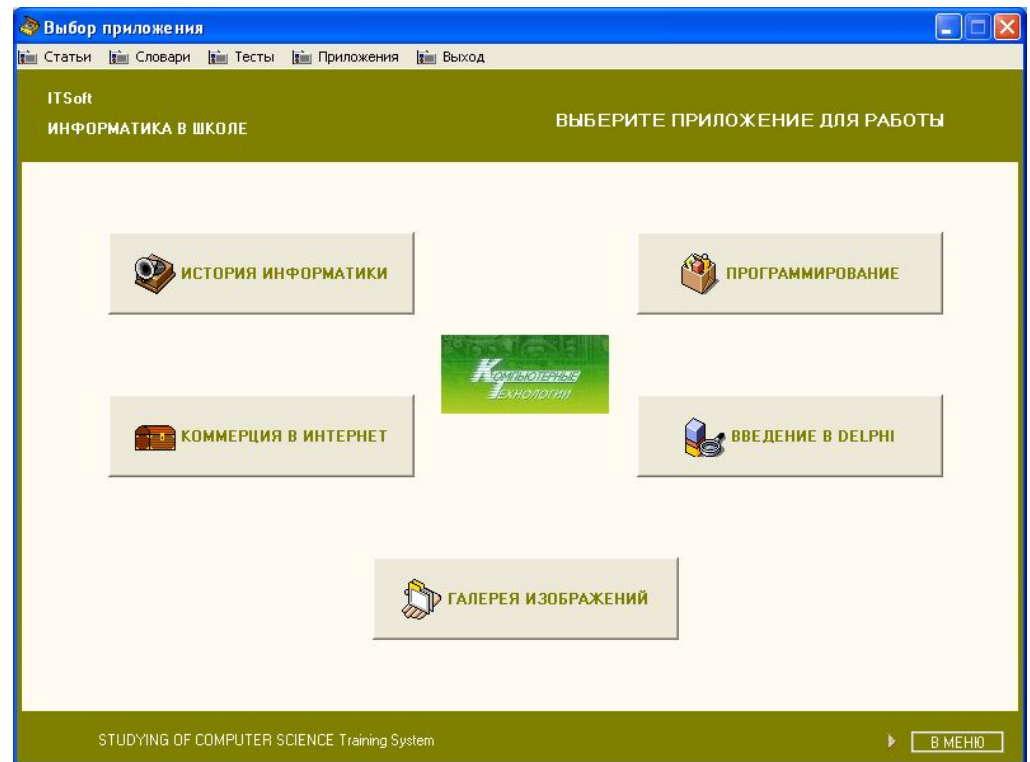 Выбор приложения
Статьи Словари Тесты Приложения Выход
ITSoft
ИНФОРМАТИКА В ШКОЛЕ
ВЫБЕРИТЕ ПРИЛОЖЕНИЕ ДЛЯ РАБОТЫ
ИСТОРИЯ ИНФОРМАТИКИ
ПРОГРАММИРОВАНИЕ
КОМПЬЮТЕРНЫЕ
ТЕХНОЛОГИИ
КОММЕРЦИЯ В ИНТЕРНЕТ
ВВЕДЕНИЕ В DELPHI
ГАЛЕРЕЯ ИЗОБРАЖЕНИЙ
STUDYING OF COMPUTER SCIENCE Training System
В МЕНЮ